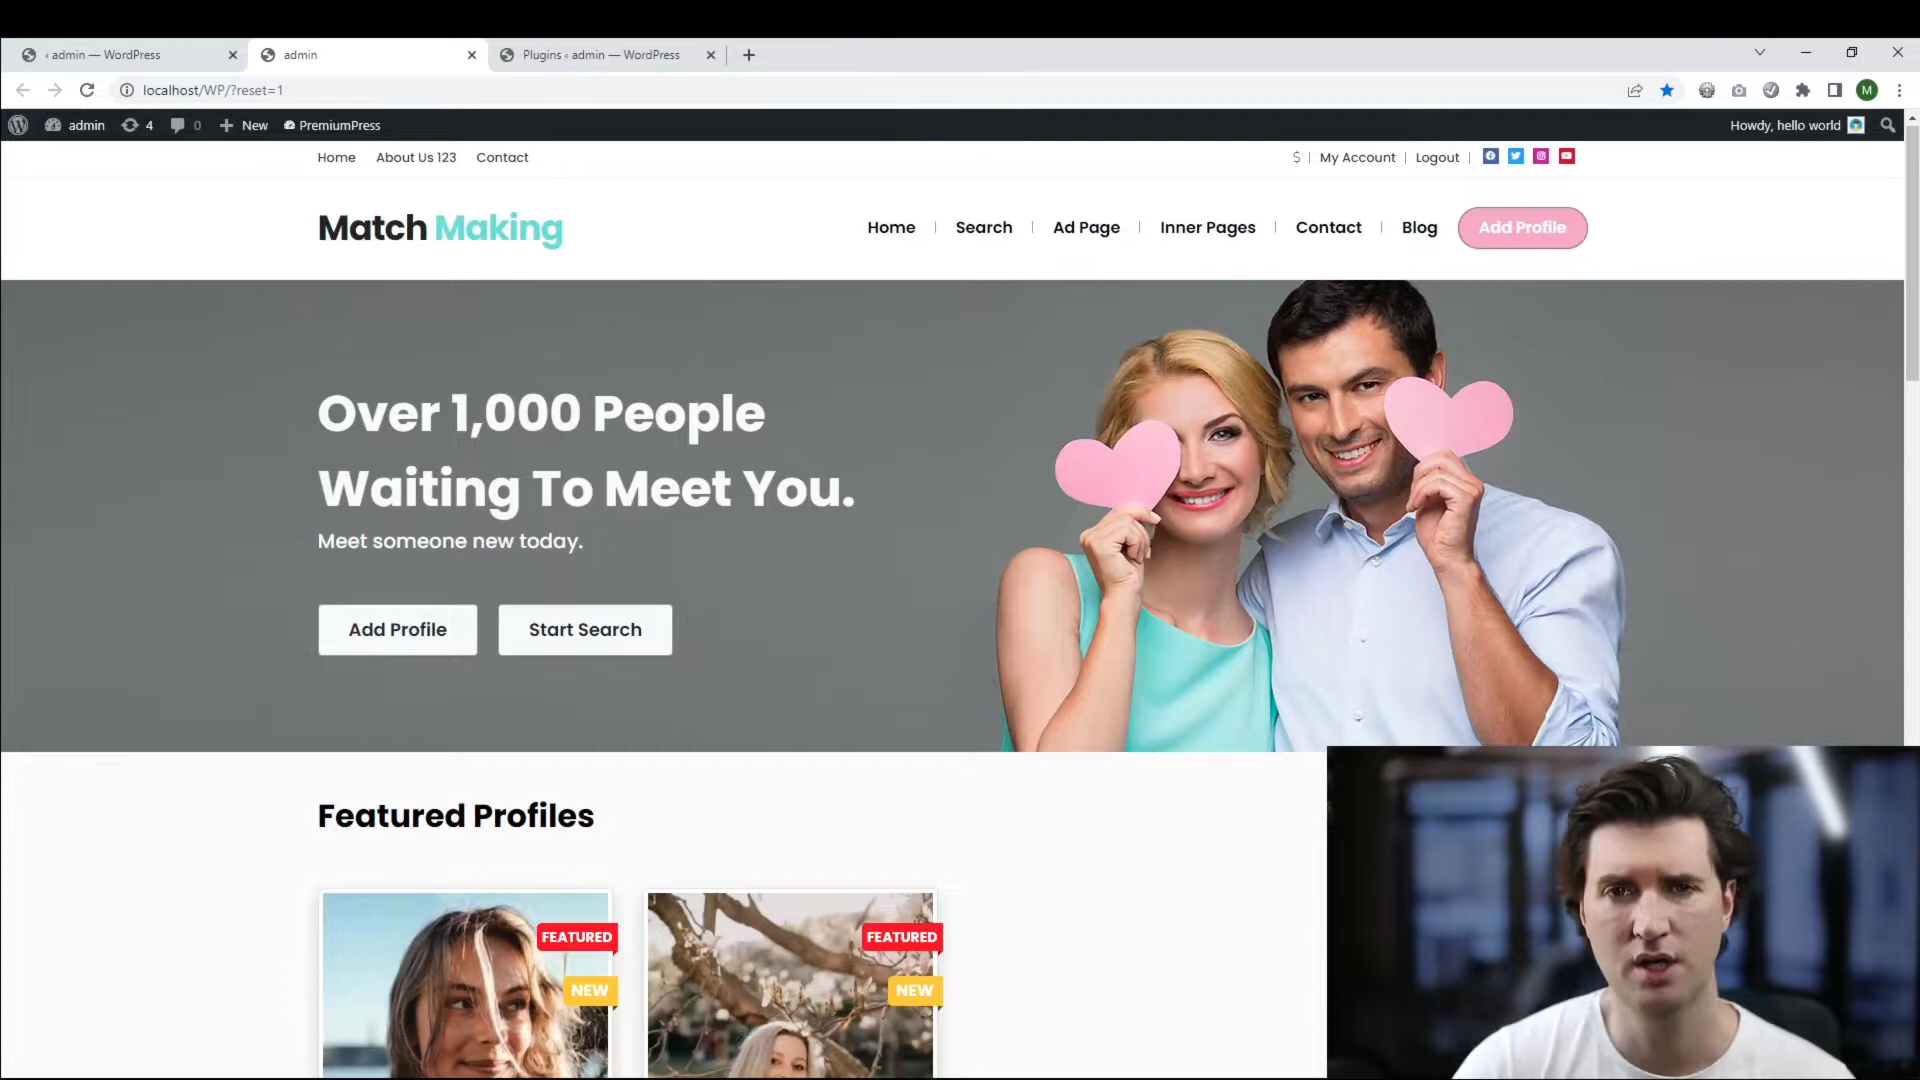 ‹ admin — WordPress
admin
Plugins ‹ admin — WordPress
localhost/WP/?reset=1
M
admin
4
0
New
PremiumPress
Howdy, hello world
Home
About Us 123
Contact
$
My Account
Logout
Match Making
Home
Search
Ad Page
Inner Pages
Contact
Blog
Add Profile
Over 1,000 People
Waiting To Meet You.
Meet someone new today.
Add Profile
Start Search
Featured Profiles
FEATURED
NEW
FEATURED
NEW